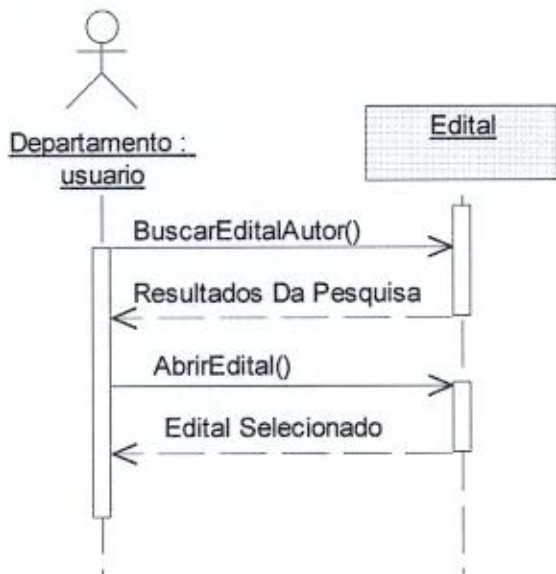 Departamento :
usuario
Edital
BuscarEditalAutor()
Resultados Da Pesquisa
AbrirEdital()
Edital Selecionado